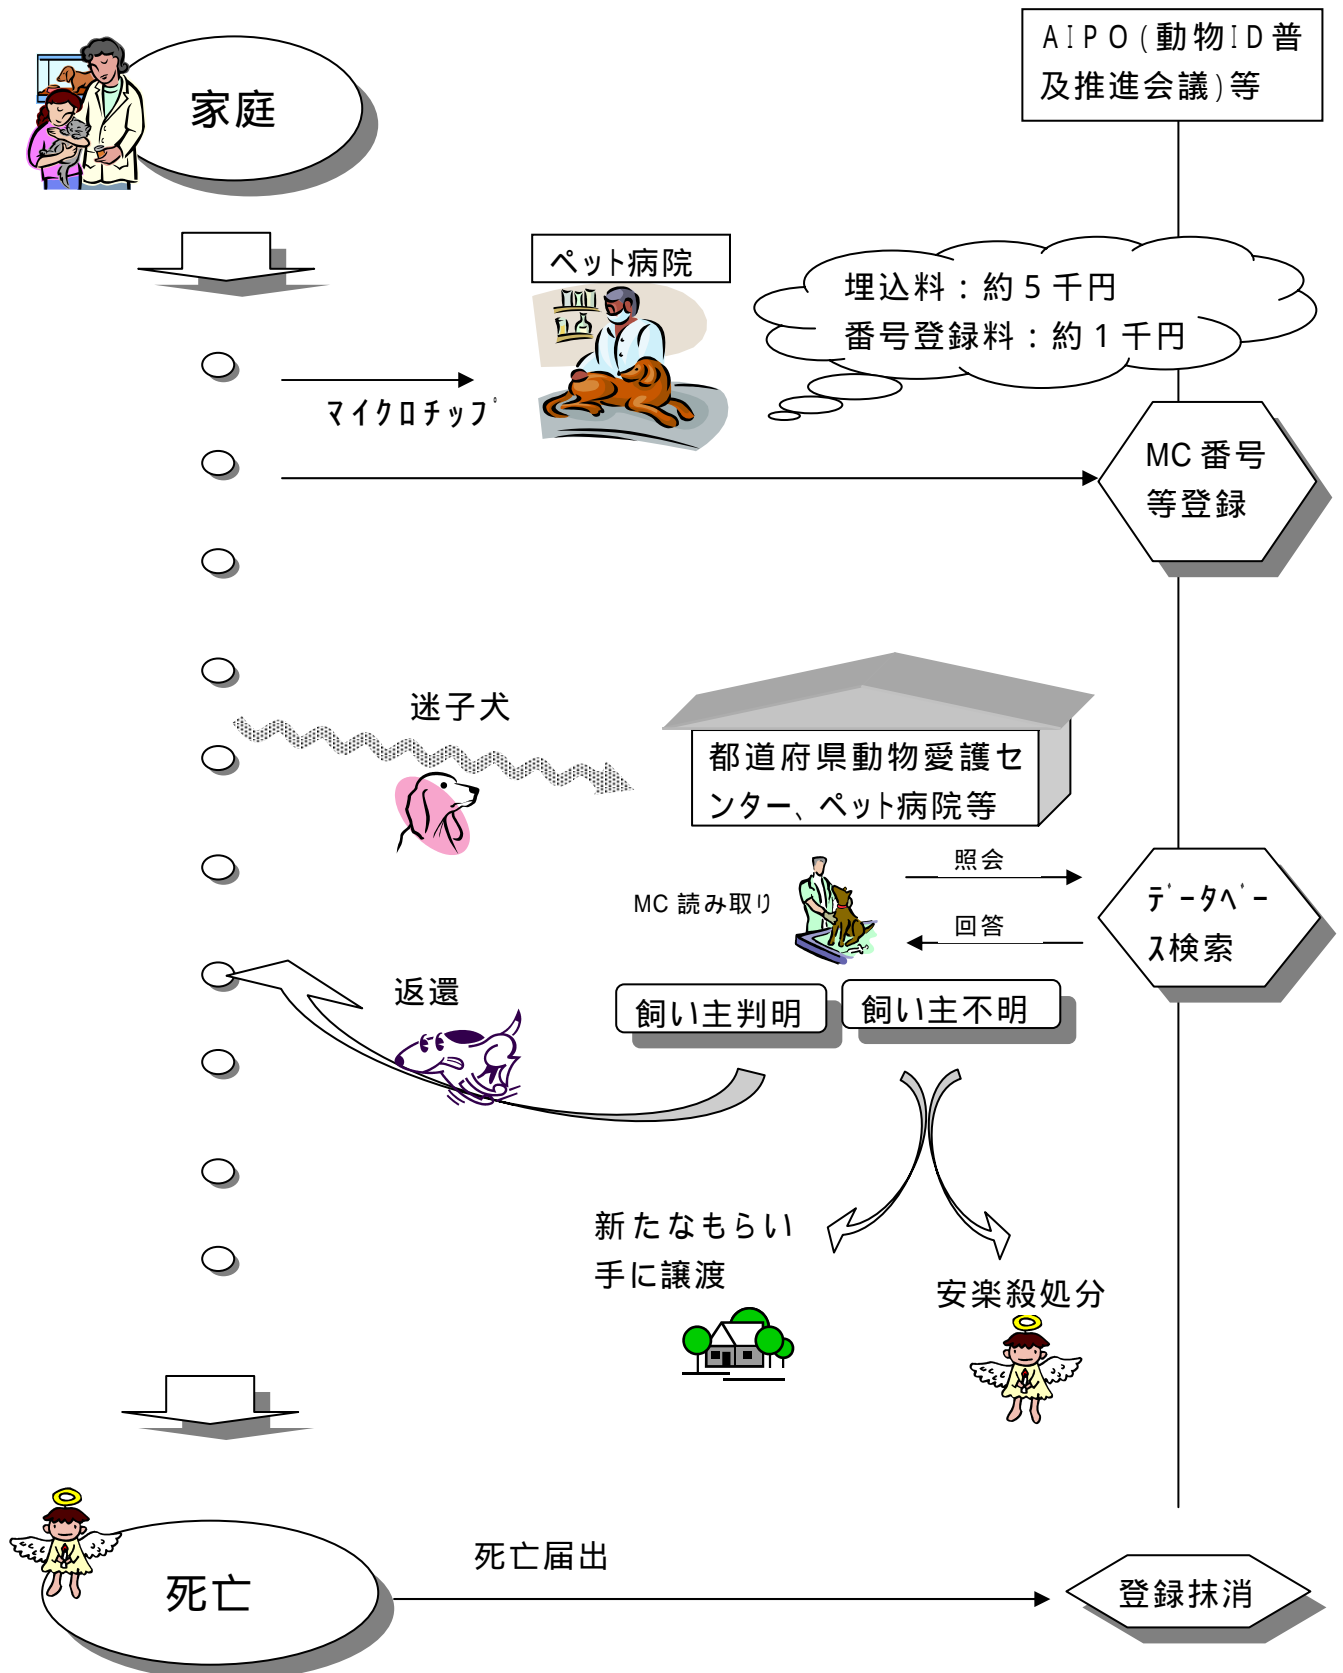 AIPO(動物ID普
及推進会議)等
家庭
ペット病院
埋込料:約5千円
番号登録料:約1千円
マイクロチップ
MC番号
等登録
迷子犬
都道府県動物愛護セ
ンター、ペット病院等
照会
MC読み取り
回答
データベー
ス検索
返還
飼い主判明
飼い主不明
新たなもらい
手に譲渡
安楽殺処分
死亡届出
死亡
登録抹消